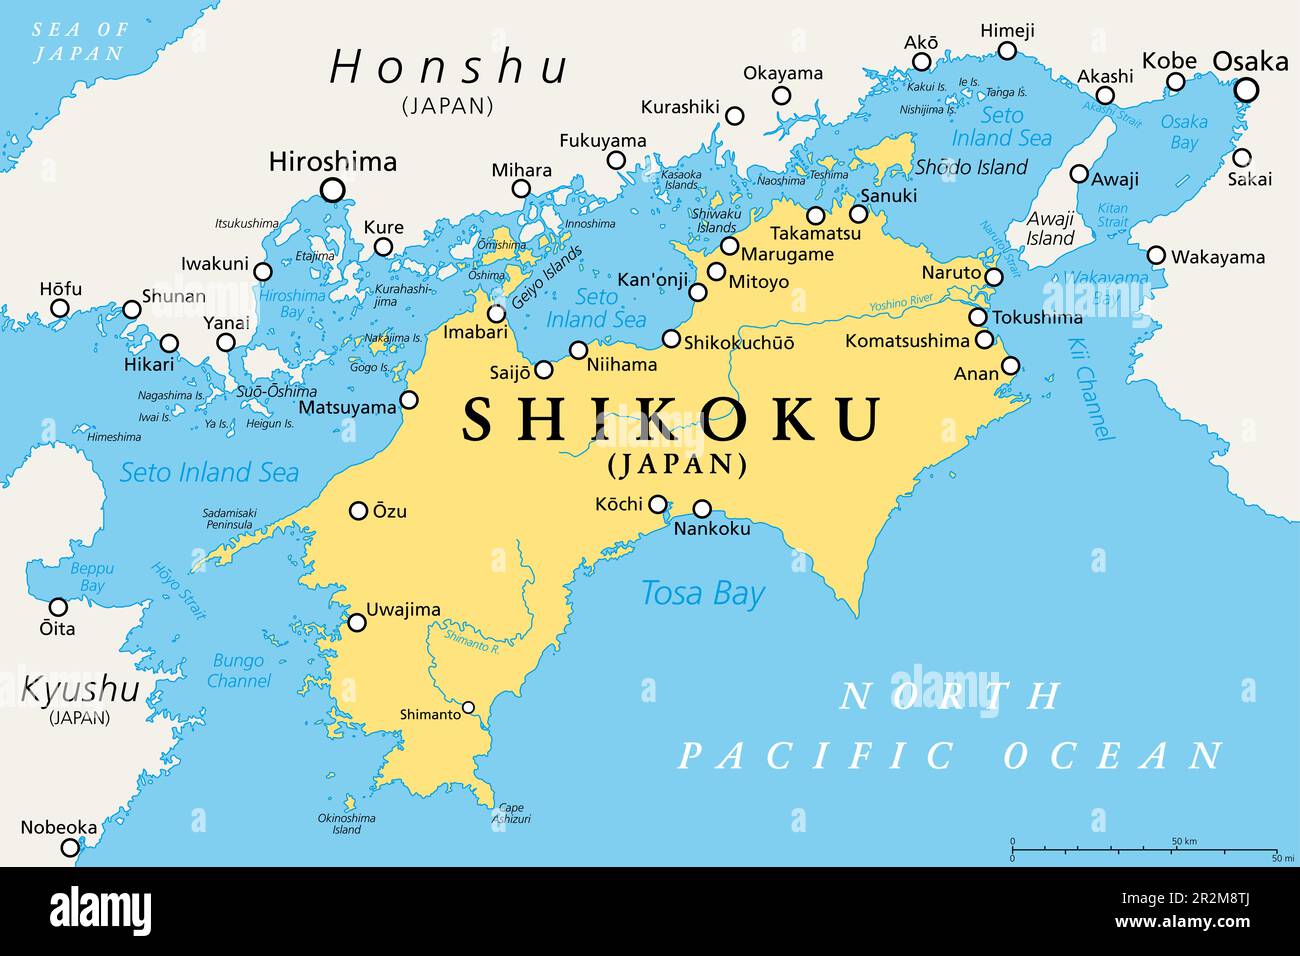 SEA OF
JAPAN
Honshu
(JAPAN)
Hiroshima
Kurashiki
Okayama
Akō
Himeji
Akashi
Kobe
Osaka
Kakui Is.
Ie Is.
Tanga Is.
Nishijima Is.
Akashi Strait
Seto
Inland Sea
Osaka
Bay
Sakai
Fukuyama
Mihara
Kasaoka
Islands
Naoshima
Teshima
Shōdo Island
Awaji
Awaji
Island
Kitan
Strait
Wakayama
Wakayama
Bay
Itsukushima
Kure
Innoshima
Shiwaku
Islands
Sanuki
Takamatsu
Marugame
Naruto Strait
Etajima
Ōmishima
Ōshima
Geiyo Islands
Iwakuni
Kan'onji
Mitoyo
Naruto
Hōfu
Shunan
Hiroshima
Bay
Kurahashi-
jima
Seto
Inland Sea
Yoshino River
Yanai
Imabari
Tokushima
Nakajima Is.
Shikokuchūō
Komatsushima
Hikari
Gogo Is.
Saijō
Niihama
Anan
Kii Channel
Nagashima Is.
Suō-Ōshima
Iwai Is.
Ya Is.
Heigun Is.
Matsuyama
SHIKOKU
(JAPAN)
Himeshima
Seto Inland Sea
Sadamisaki
Peninsula
Ōzu
Kōchi
Nankoku
Beppu
Bay
Hōyo Strait
Tosa Bay
Ōita
Uwajima
Shimanto R.
Bungo
Channel
Kyushu
(JAPAN)
Shimanto
NORTH
PACIFIC OCEAN
Okinoshima
Island
Cape
Ashizuri
Nobeoka
0
50 km
0
50 mi
alamy
alamy
Image ID: 2R2M8TJ
www.alamy.com